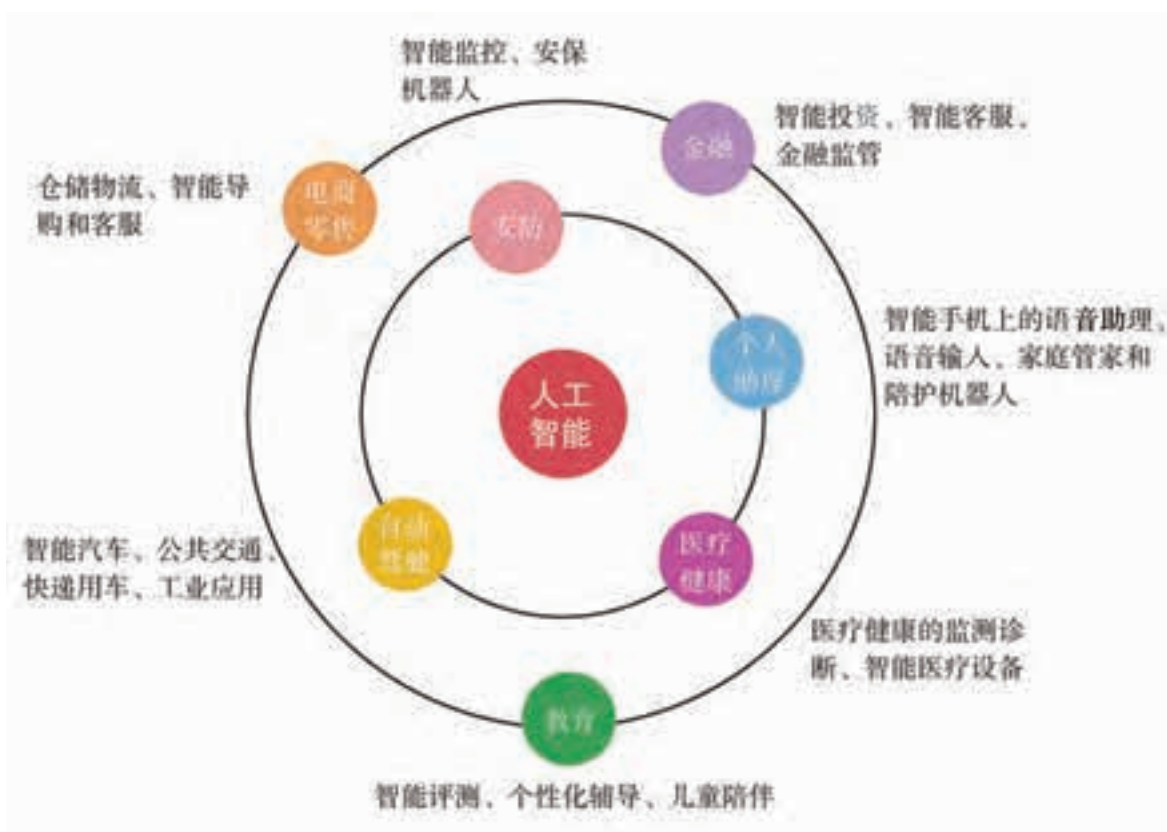 智能监控、安保
机器人
金融
智能投资、智能客服、
金融监管
仓储物流、智能导
购和客服
电商
零售
安防
个人
助理
智能手机上的语音助理、
语音输人、家庭管家和
陪护机器人
人工
智能
自动
驾驶
医疗
健康
智能汽车、公共交通、
快递用车、工业应用
医疗健康的监测诊
断、智能医疗设备
教育
智能评测、个性化辅导、儿童陪伴